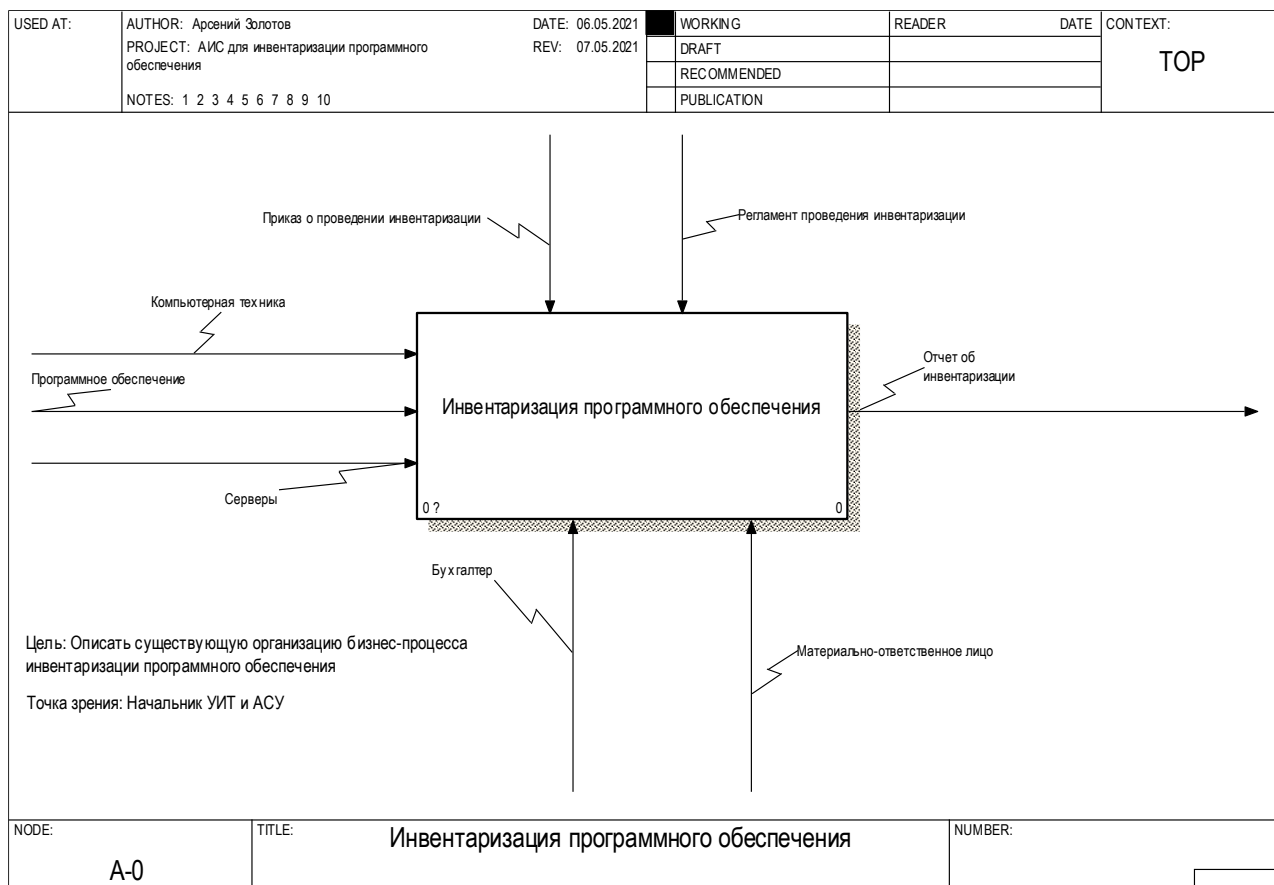 USED AT:
AUTHOR: Арсений Золотов
DATE: 06.05.2021
PROJECT: АИС для инвентаризации программного
обеспечения
REV: 07.05.2021
NOTES: 1 2 3 4 5 6 7 8 9 10
WORKING
DRAFT
RECOMMENDED
PUBLICATION
READER
DATE
CONTEXT:
TOP
Приказ о проведении инвентаризации
Регламент проведения инвентаризации
Компьютерная техника
Программное обеспечение
Серверы
Инвентаризация программного обеспечения
0 ?
0
Отчет об
инвентаризации
Бухгалтер
Материально-ответственное лицо
Цель: Описать существующую организацию бизнес-процесса
инвентаризации программного обеспечения
Точка зрения: Начальник УИТ и АСУ
NODE:
A-0
TITLE:
Инвентаризация программного обеспечения
NUMBER: